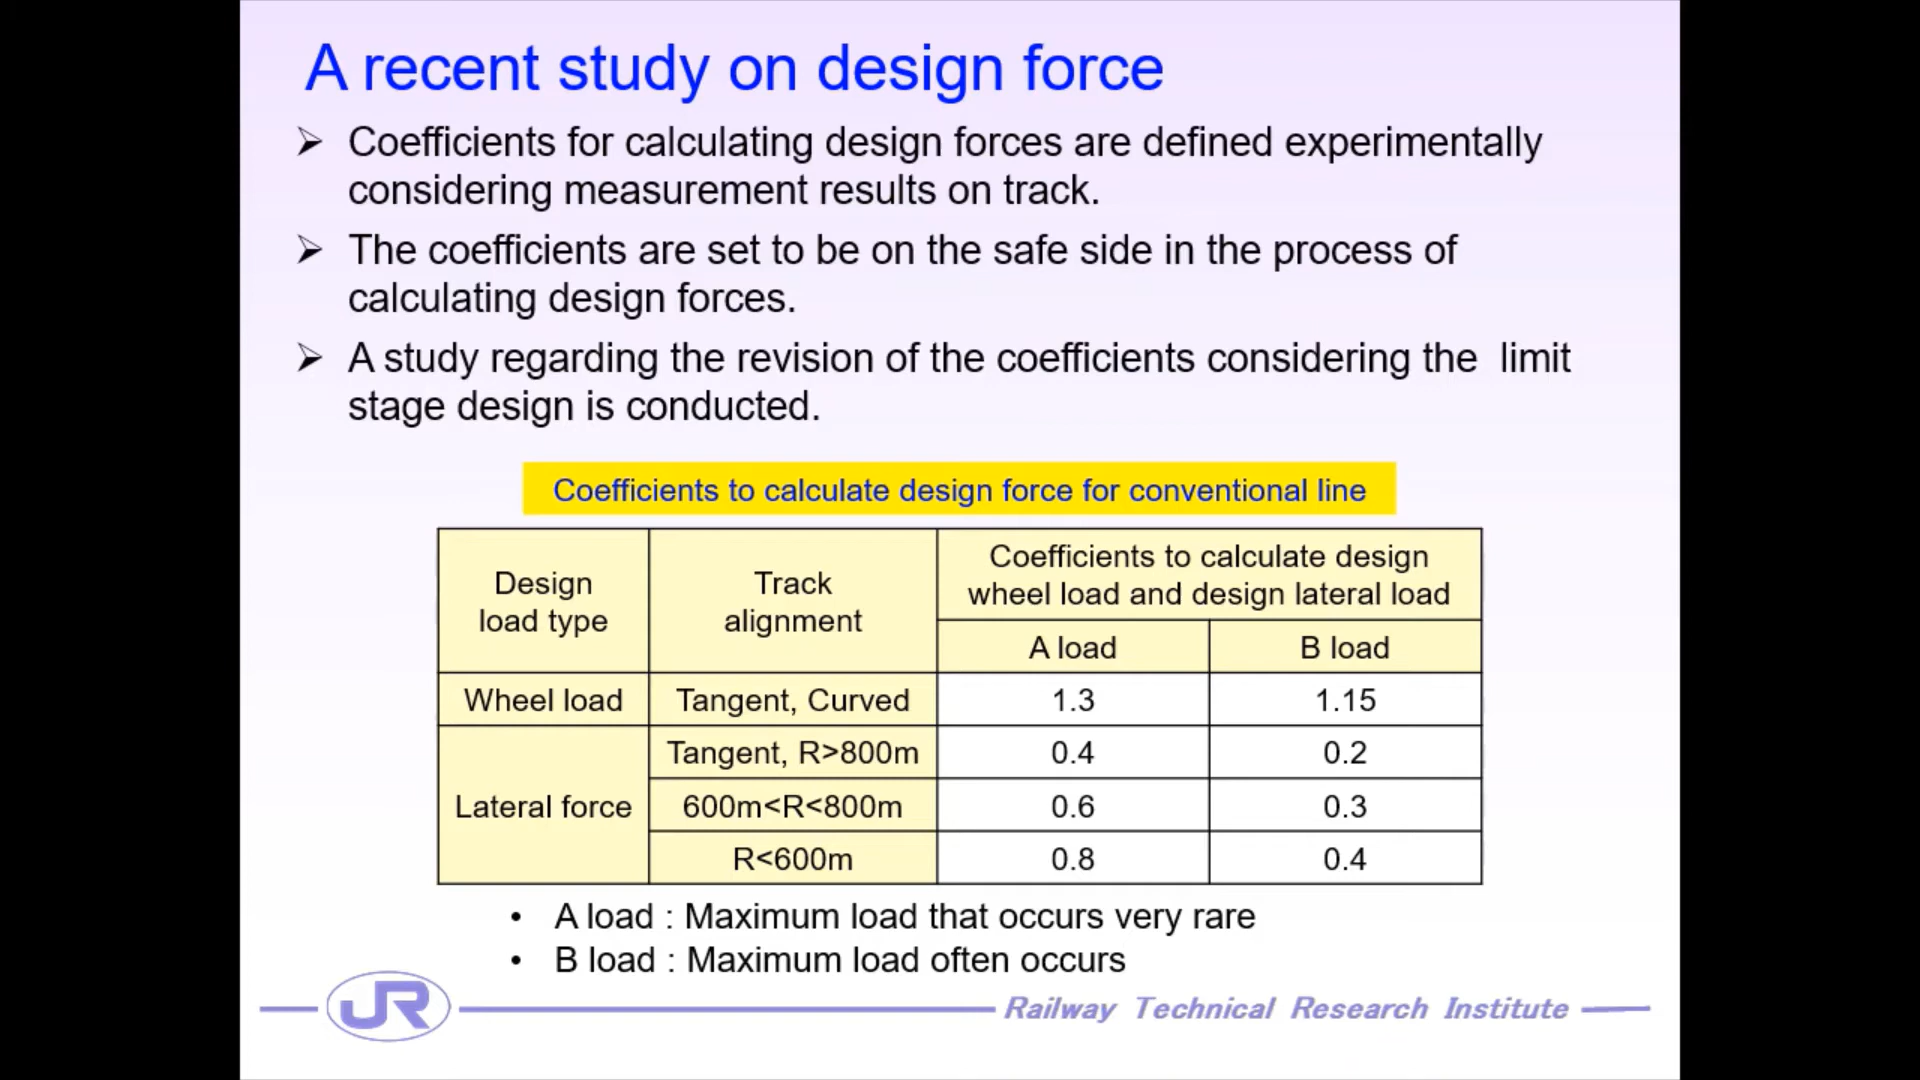 A recent study on design force
➢ Coefficients for calculating design forces are defined experimentally
considering measurement results on track.
➢ The coefficients are set to be on the safe side in the process of
calculating design forces.
➢ A study regarding the revision of the coefficients considering the limit
stage design is conducted.
Coefficients to calculate design force for conventional line
Design
load type
Track
alignment
Coefficients to calculate design
wheel load and design lateral load
A load B load
Wheel load Tangent, Curved 1.3 1.15
Lateral force
Tangent, R>800m 0.4 0.2
600m<R<800m 0.6 0.3
R<600m 0.8 0.4
• A load : Maximum load that occurs very rare
• B load : Maximum load often occurs
JR Railway Technical Research Institute